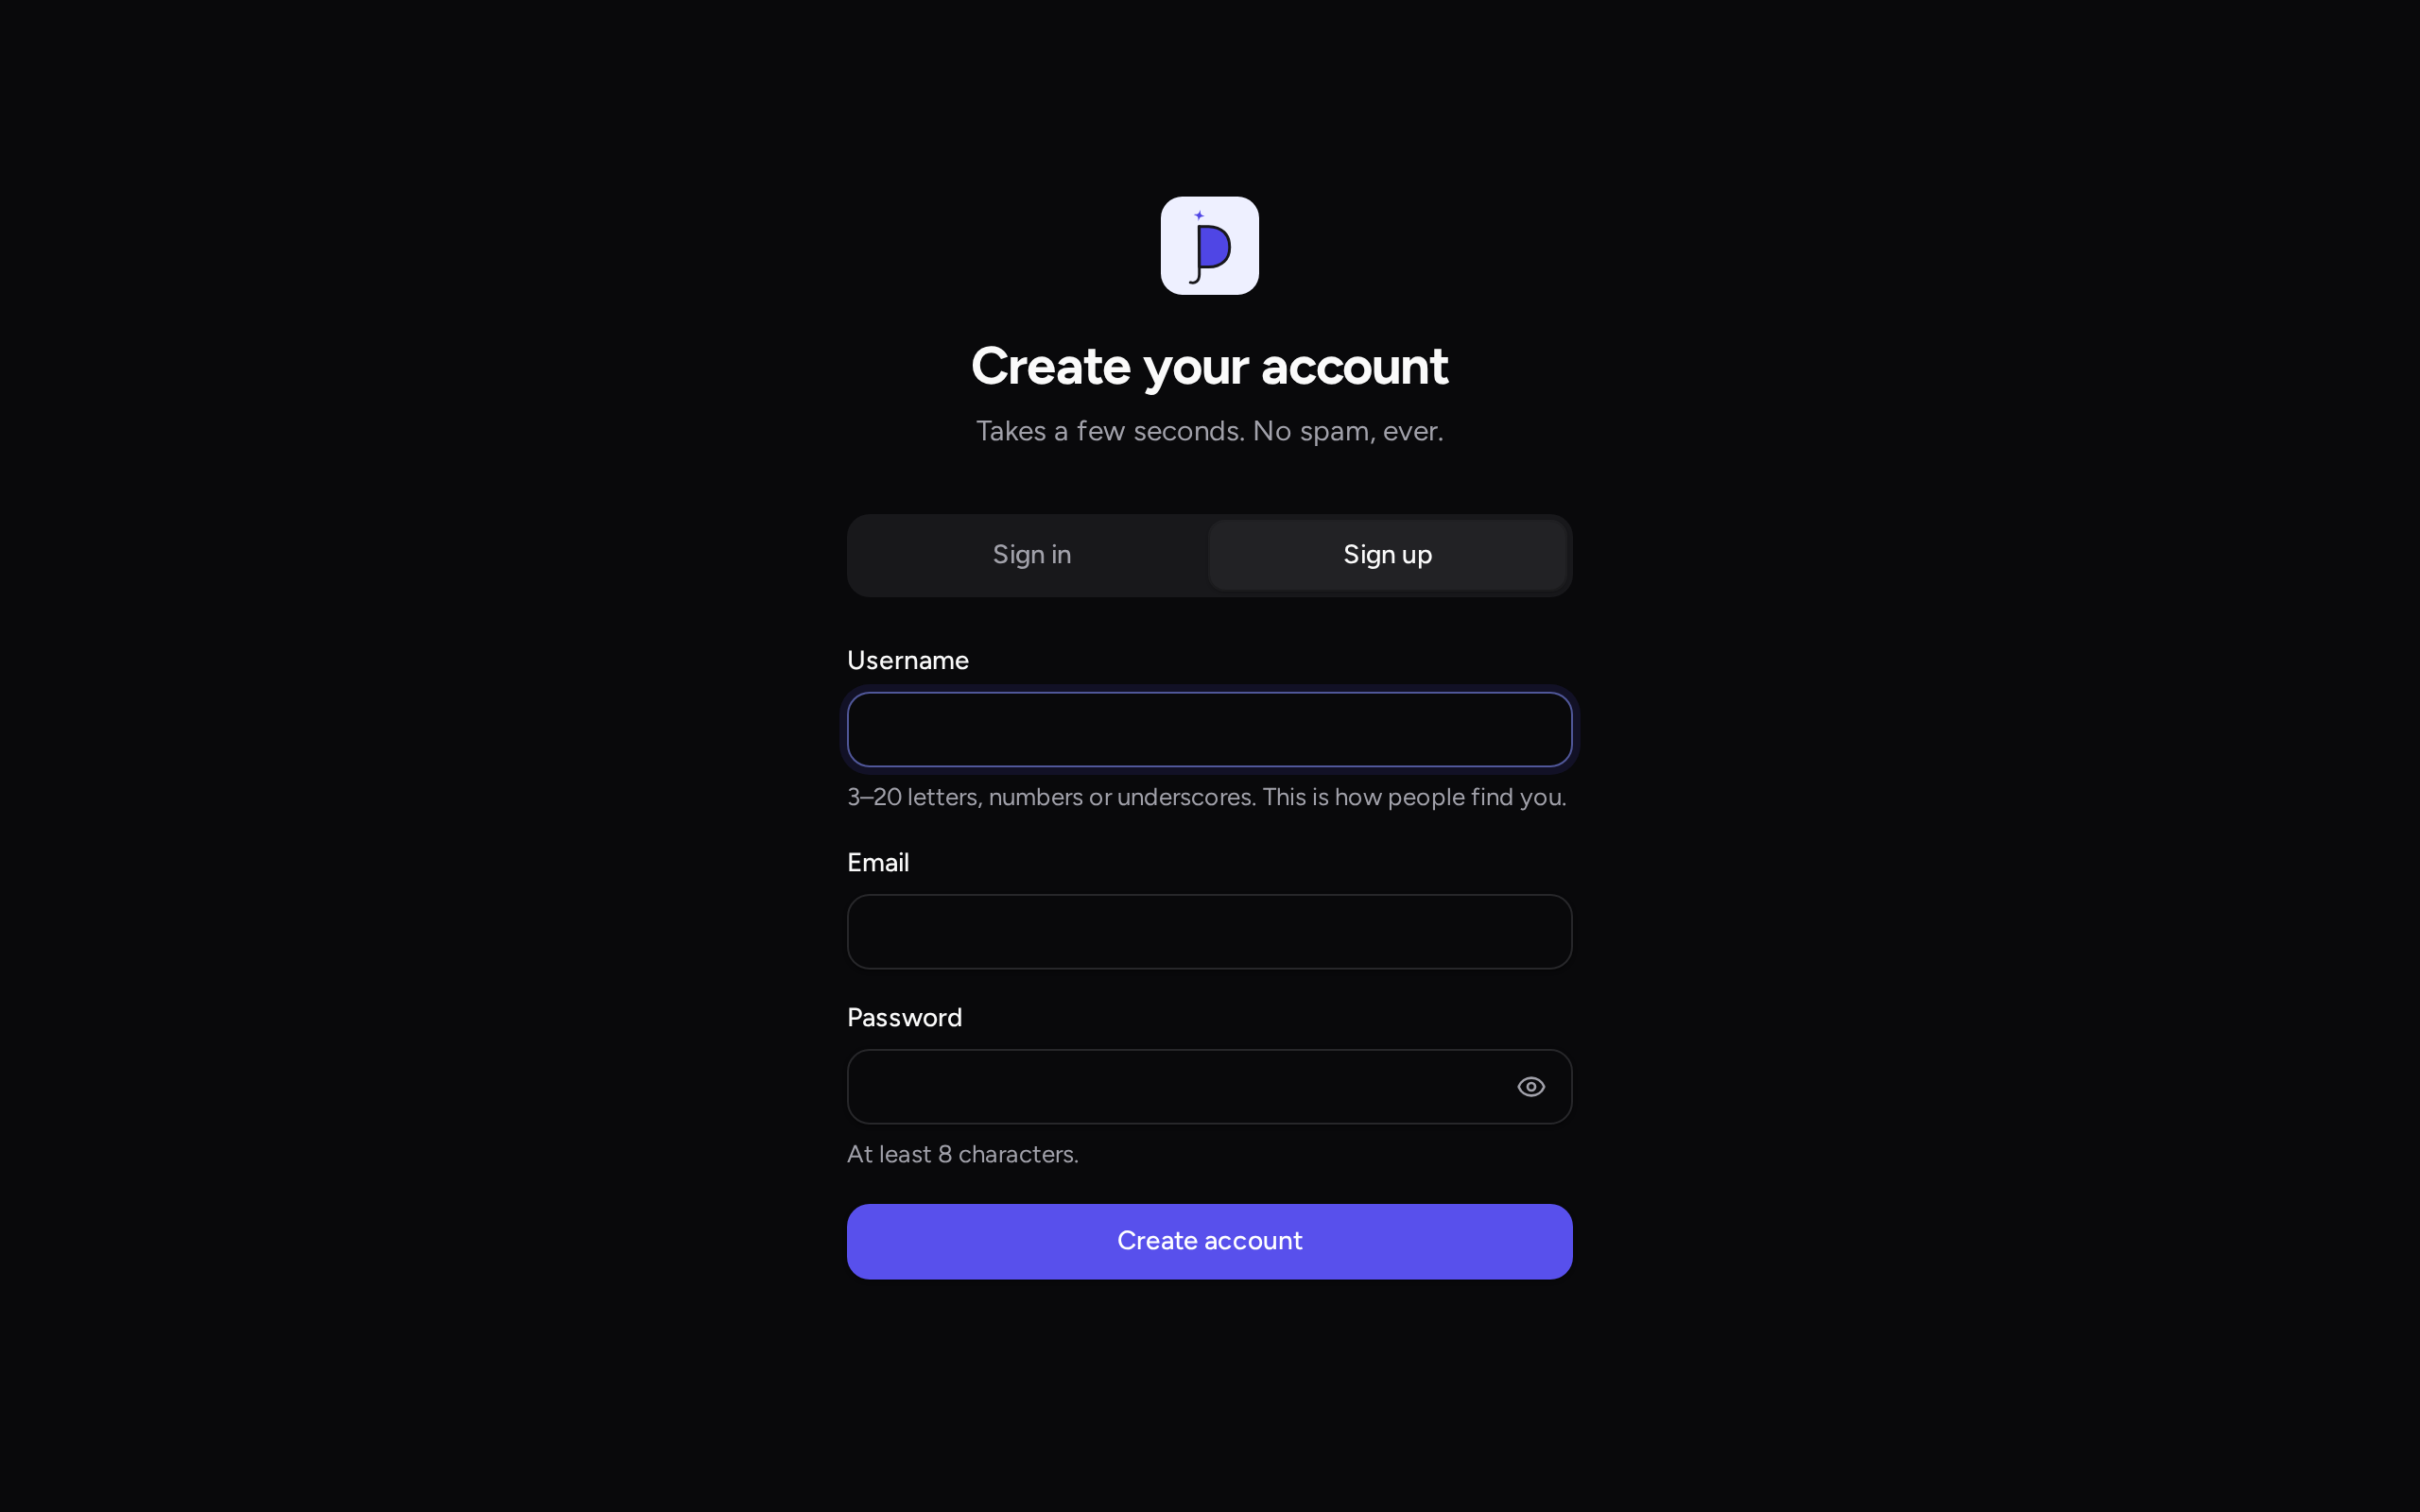 Create your account
Takes a few seconds. No spam, ever.
Sign in
Sign up
Username
3–20 letters, numbers or underscores. This is how people find you.
Email
Password
At least 8 characters.
Create account